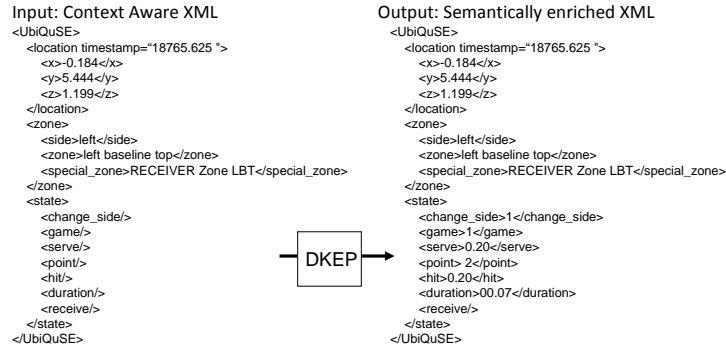 Input: Context Aware XML
<UbiQuSE>
<location timestamp=“18765.625 ">
<x>-0.184</x>
<y>5.444</y>
<z>1.199</z>
</location>
<zone>
<side>left</side>
<zone>left baseline top</zone>
<special_zone>RECEIVER Zone LBT</special_zone>
</zone>
<state>
<change_side/>
<game/>
<serve/>
<point/>
<hit/>
<duration/>
<receive/>
</state>
</UbiQuSE>
DKEP
Output: Semantically enriched XML
<UbiQuSE>
<location timestamp=“18765.625 ">
<x>-0.184</x>
<y>5.444</y>
<z>1.199</z>
</location>
<zone>
<side>left</side>
<zone>left baseline top</zone>
<special_zone>RECEIVER Zone LBT</special_zone>
</zone>
<state>
<change_side>1</change_side>
<game>1</game>
<serve>0.20</serve>
<point> 2</point>
<hit>0.20</hit>
<duration>00.07</duration>
<receive/>
</state>
</UbiQuSE>